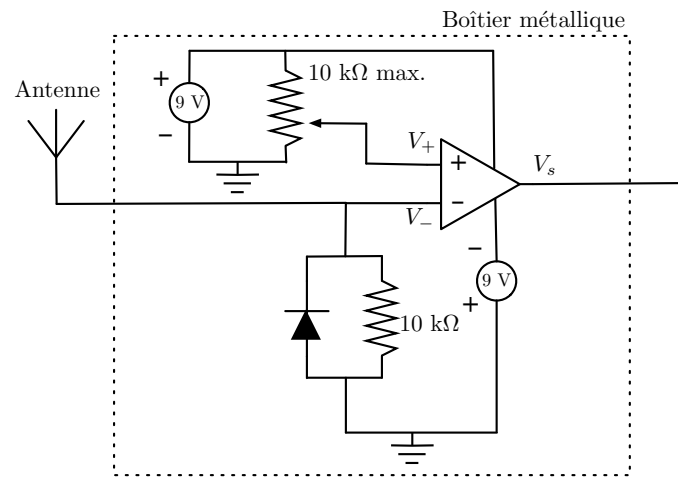 Boîtier métallique
Antenne
+
9 V
−
10 kΩ max.
V₊
+
Vₛ
−
V₋
−
9 V
+
10 kΩ